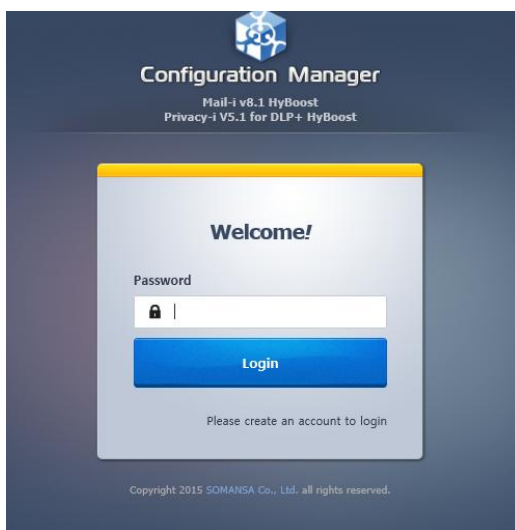 Configuration Manager
Mail-i v8.1 HyBoost
Privacy-i V5.1 for DLP+ HyBoost
Welcome!
Password
Login
Please create an account to login
Copyright 2015 SOMANSA Co., Ltd. all rights reserved.